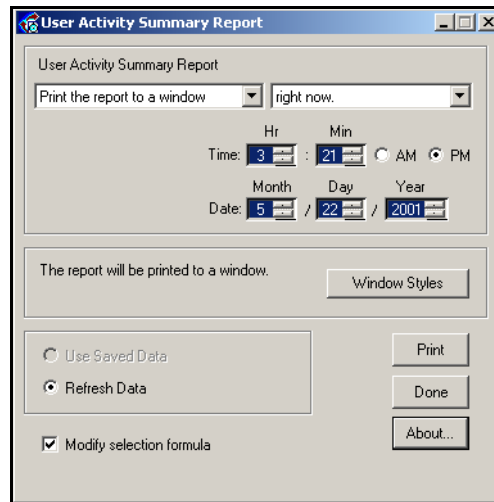 User Activity Summary Report
User Activity Summary Report
Print the report to a window right now.
Hr Min
Time: 3 : 21 AM PM
Month Day Year
Date: 5 / 22 / 2001
The report will be printed to a window.
Window Styles
Use Saved Data
Print
Refresh Data
Done
About...
Modify selection formula